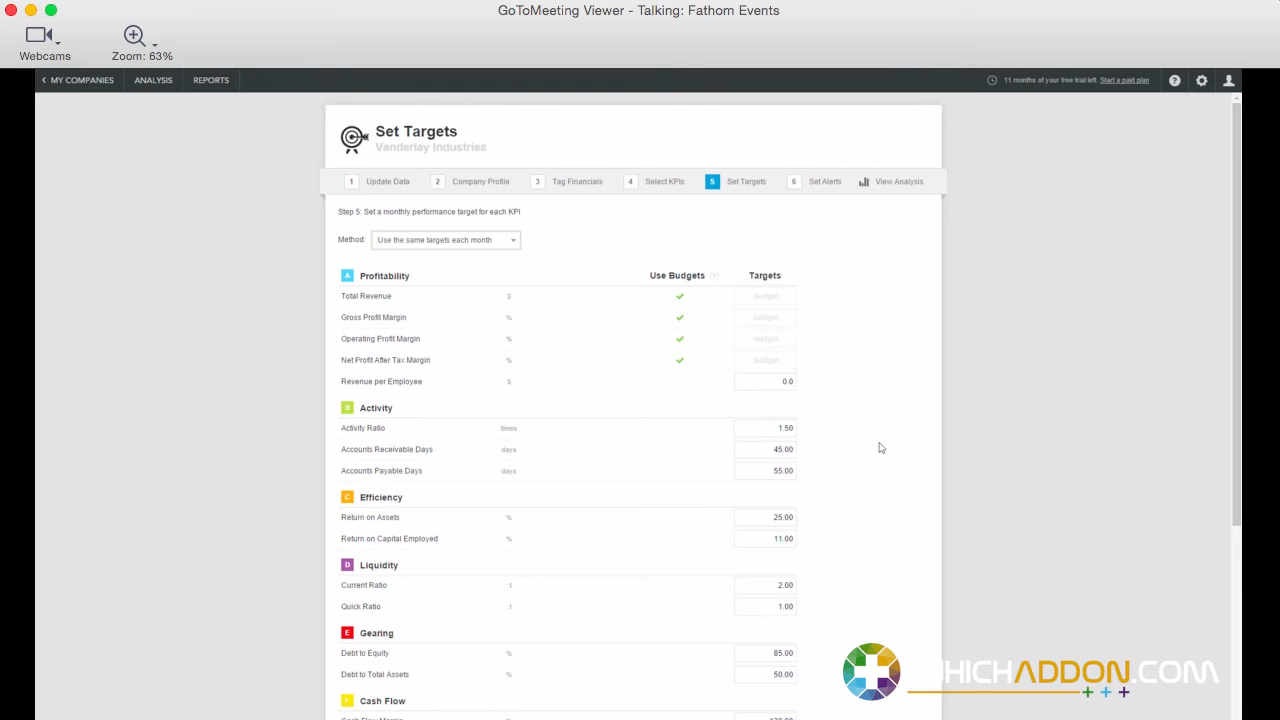 GoToMeeting Viewer - Talking: Fathom Events
Webcams
Zoom: 63%
MY COMPANIES ANALYSIS REPORTS 11 months of your free trial left. Start a paid plan ?
Set Targets
Vanderlay Industries
1 Update Data 2 Company Profile 3 Tag Financials 4 Select KPIs 5 Set Targets 6 Set Alerts View Analysis
Step 5: Set a monthly performance target for each KPI
Method: Use the same targets each month
A Profitability Use Budgets Targets
Total Revenue $ budget
Gross Profit Margin % budget
Operating Profit Margin % budget
Net Profit After Tax Margin % budget
Revenue per Employee $ 0.0
B Activity
Activity Ratio times 1.50
Accounts Receivable Days days 45.00
Accounts Payable Days days 55.00
C Efficiency
Return on Assets % 25.00
Return on Capital Employed % 11.00
D Liquidity
Current Ratio :1 2.00
Quick Ratio :1 1.00
E Gearing
Debt to Equity % 85.00
Debt to Total Assets % 50.00
F Cash Flow
Cash Flow Margin
HICHADDON.COM